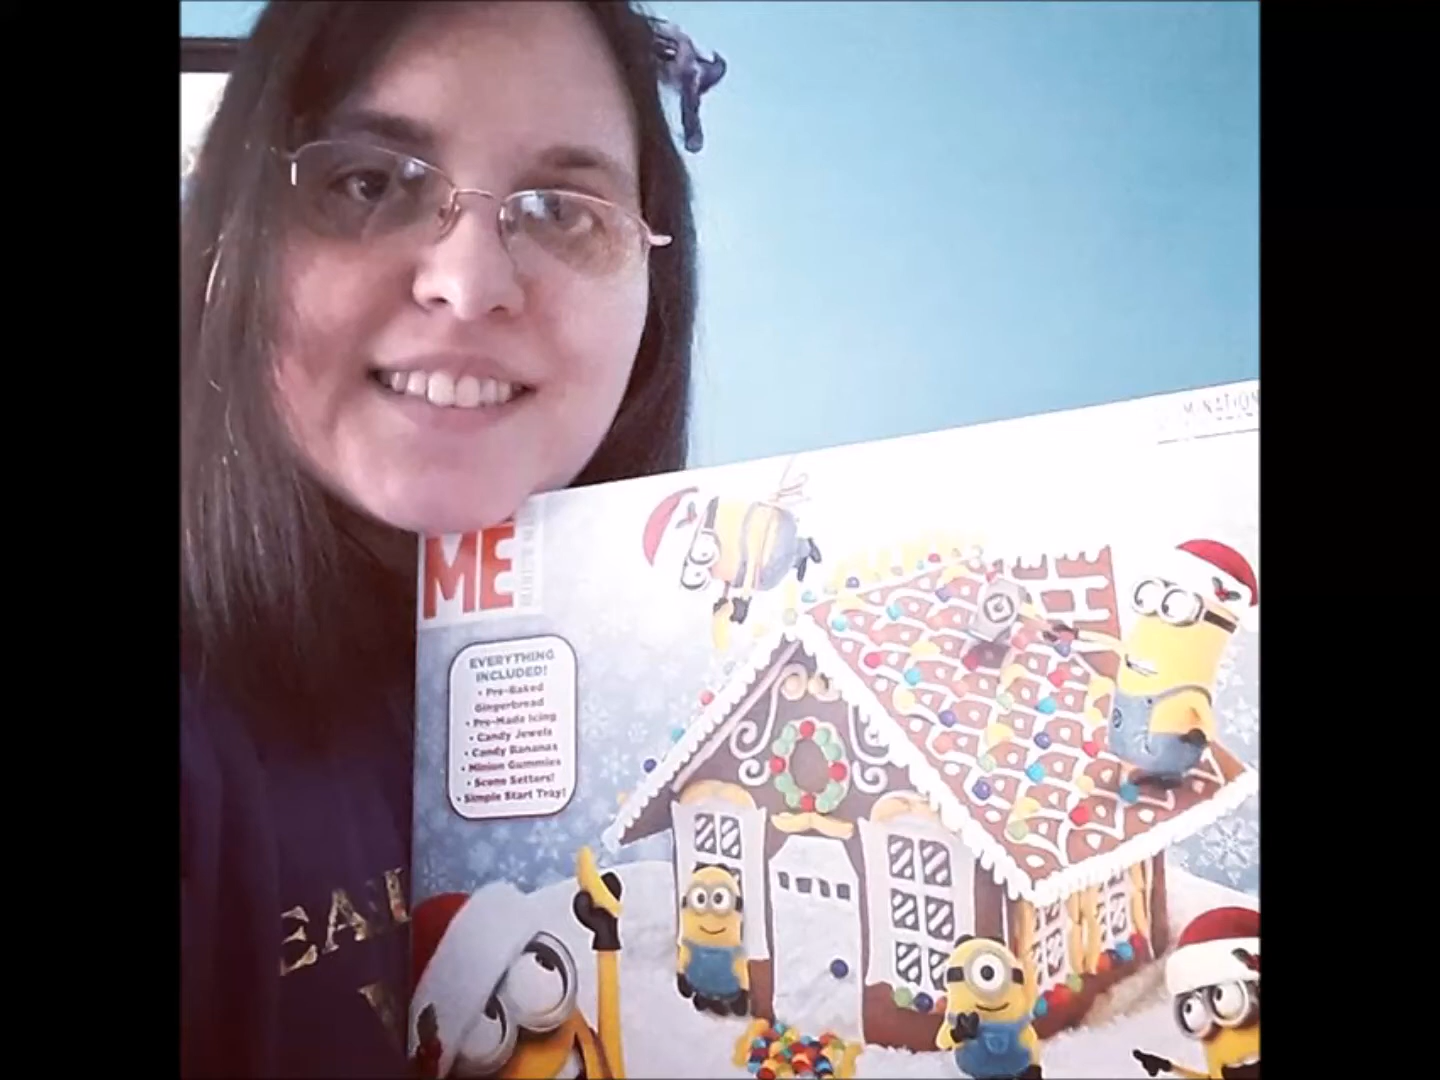 ME
EVERYTHING
INCLUDED!
• Pre-Baked
Gingerbread
• Pre-Made Icing
• Candy Jewels
• Candy Bananas
• Minion Gummies
• Scene Setters!
• Simple Start Tray!
EAL